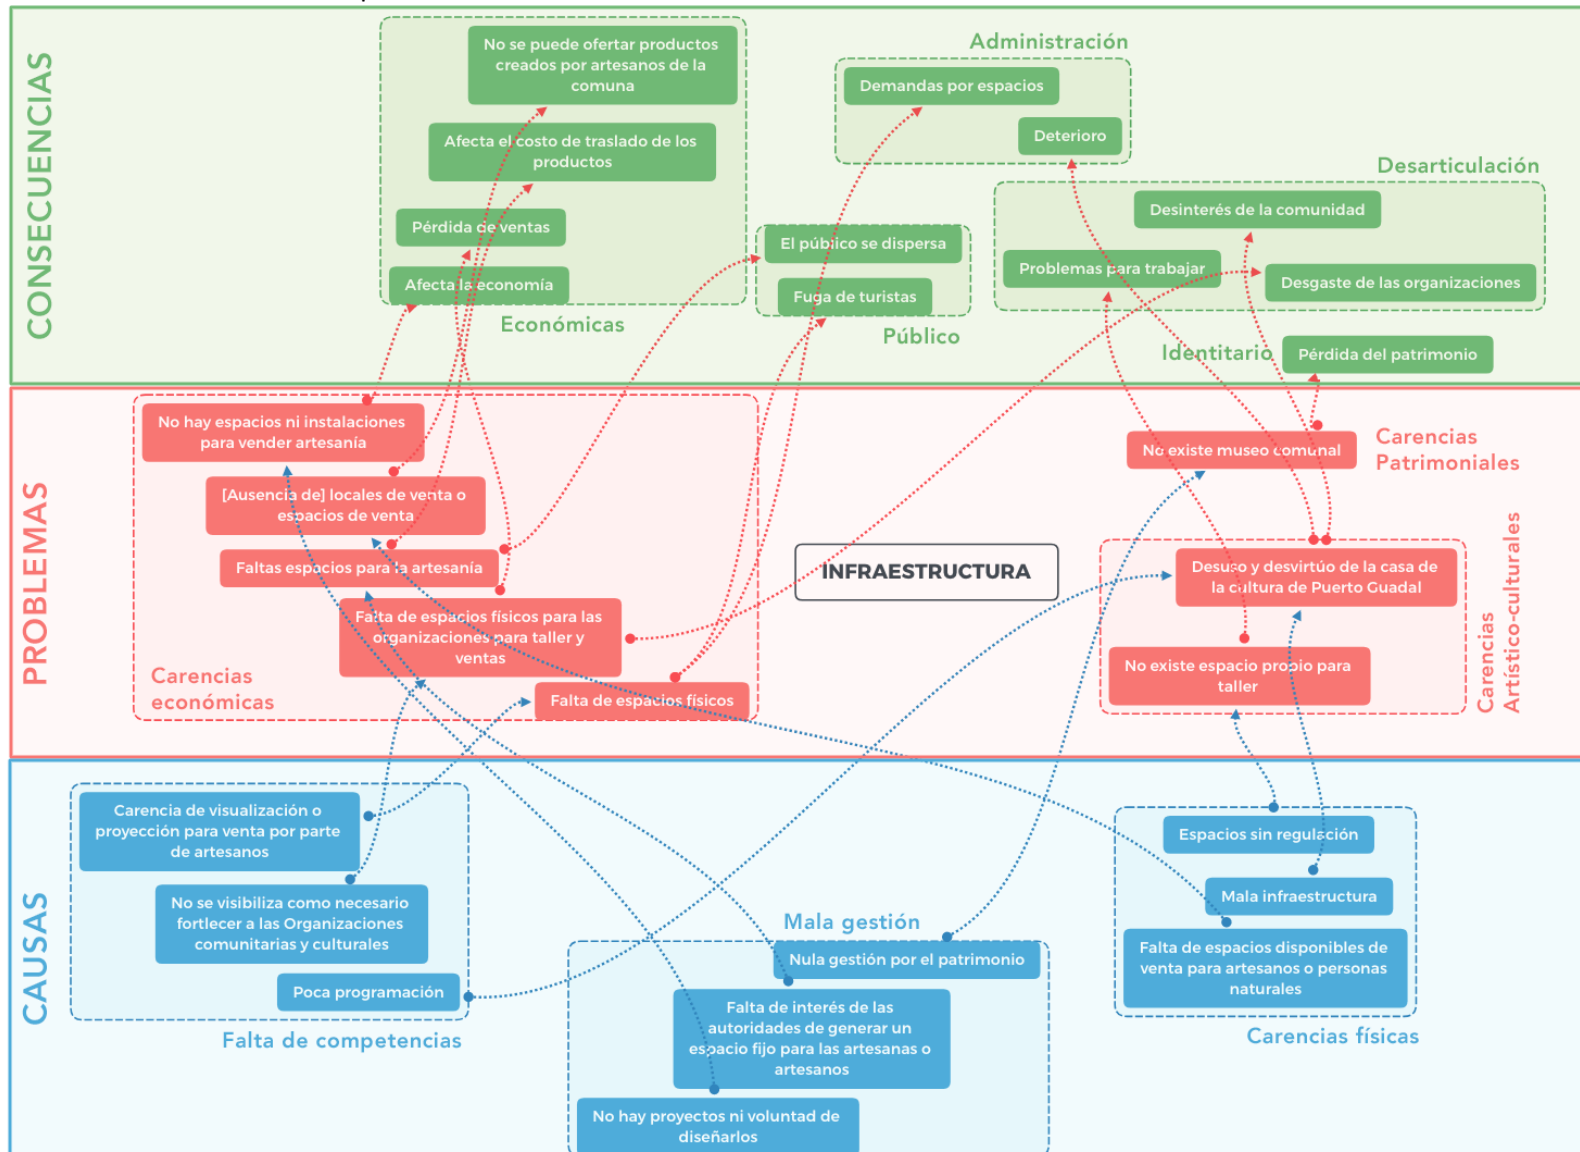 CONSECUENCIAS
No se puede ofertar productos
creados por artesanos de la
comuna
Afecta el costo de traslado de los
productos
Pérdida de ventas
Afecta la economía
Económicas
El público se dispersa
Fuga de turistas
Público
Administración
Demandas por espacios
Deterioro
Desarticulación
Desinterés de la comunidad
Problemas para trabajar
Desgaste de las organizaciones
Identitario
Pérdida del patrimonio
PROBLEMAS
No hay espacios ni instalaciones
para vender artesanía
[Ausencia de] locales de venta o
espacios de venta
Faltas espacios para la artesanía
Falta de espacios físicos para las
organizaciones para taller y
ventas
Falta de espacios físicos
Carencias
económicas
INFRAESTRUCTURA
No existe museo comunal
Carencias
Patrimoniales
Desuso y desvirtúo de la casa de
la cultura de Puerto Guadal
No existe espacio propio para
taller
Carencias
Artístico-culturales
CAUSAS
Carencia de visualización o
proyección para venta por parte
de artesanos
No se visibiliza como necesario
fortlecer a las Organizaciones
comunitarias y culturales
Poca programación
Falta de competencias
Mala gestión
Nula gestión por el patrimonio
Falta de interés de las
autoridades de generar un
espacio fijo para las artesanas o
artesanos
No hay proyectos ni voluntad de
diseñarlos
Espacios sin regulación
Mala infraestructura
Falta de espacios disponibles de
venta para artesanos o personas
naturales
Carencias físicas